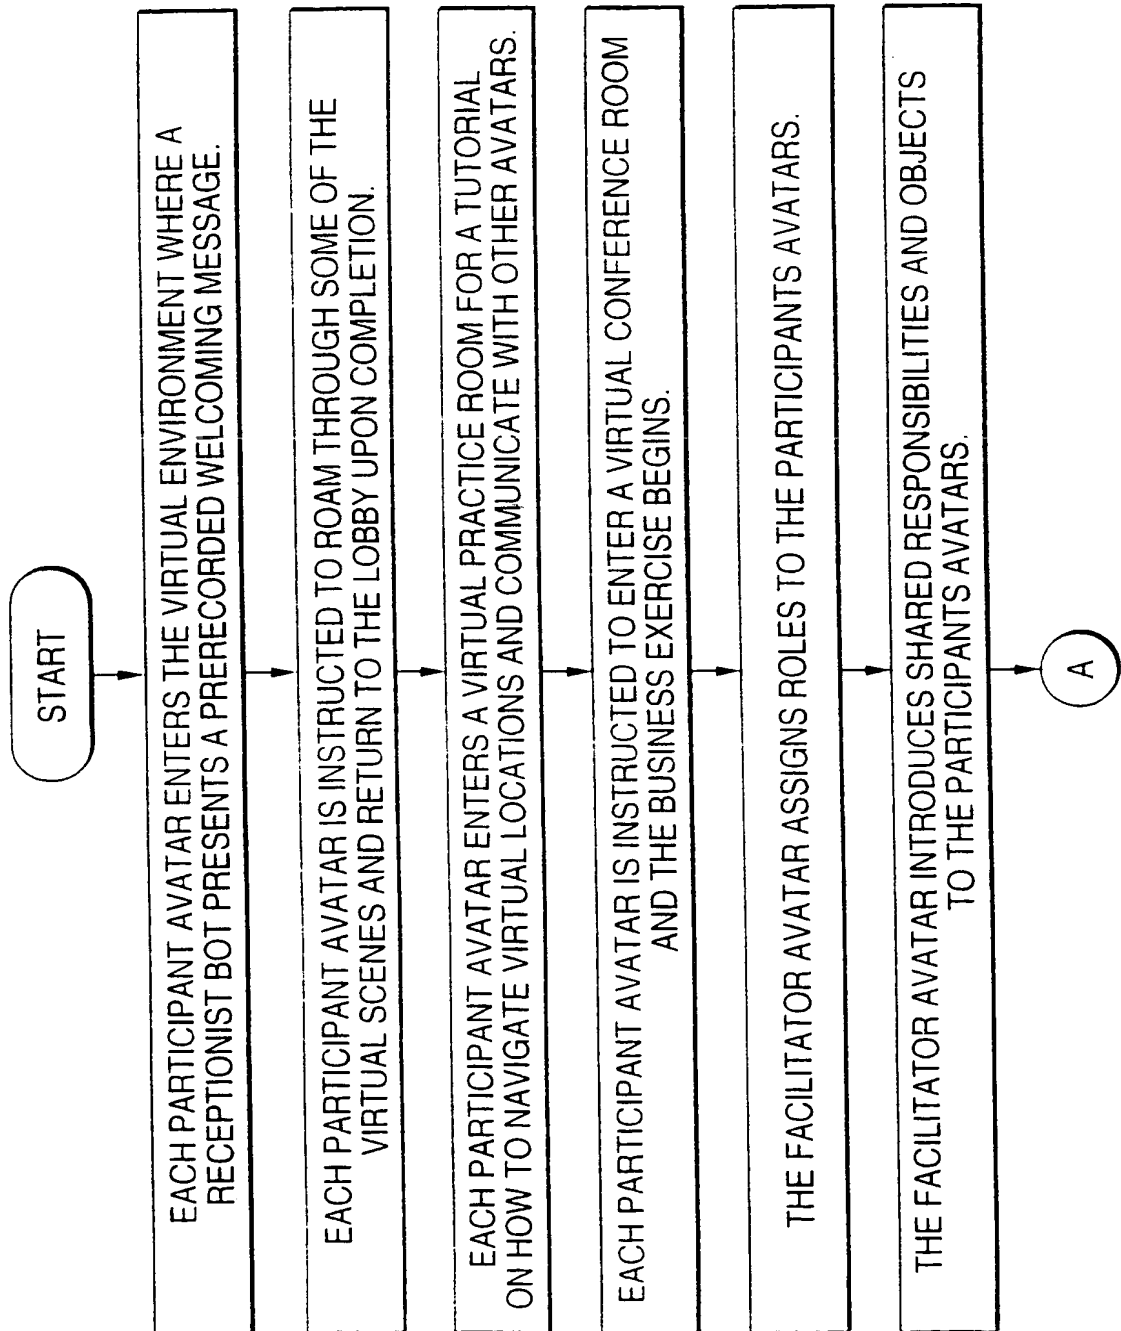 START
EACH PARTICIPANT AVATAR ENTERS THE VIRTUAL ENVIRONMENT WHERE A
RECEPTIONIST BOT PRESENTS A PRERECORDED WELCOMING MESSAGE.
EACH PARTICIPANT AVATAR IS INSTRUCTED TO ROAM THROUGH SOME OF THE
VIRTUAL SCENES AND RETURN TO THE LOBBY UPON COMPLETION.
EACH PARTICIPANT AVATAR ENTERS A VIRTUAL PRACTICE ROOM FOR A TUTORIAL
ON HOW TO NAVIGATE VIRTUAL LOCATIONS AND COMMUNICATE WITH OTHER AVATARS.
EACH PARTICIPANT AVATAR IS INSTRUCTED TO ENTER A VIRTUAL CONFERENCE ROOM
AND THE BUSINESS EXERCISE BEGINS.
THE FACILITATOR AVATAR ASSIGNS ROLES TO THE PARTICIPANTS AVATARS.
THE FACILITATOR AVATAR INTRODUCES SHARED RESPONSIBILITIES AND OBJECTS
TO THE PARTICIPANTS AVATARS.
A